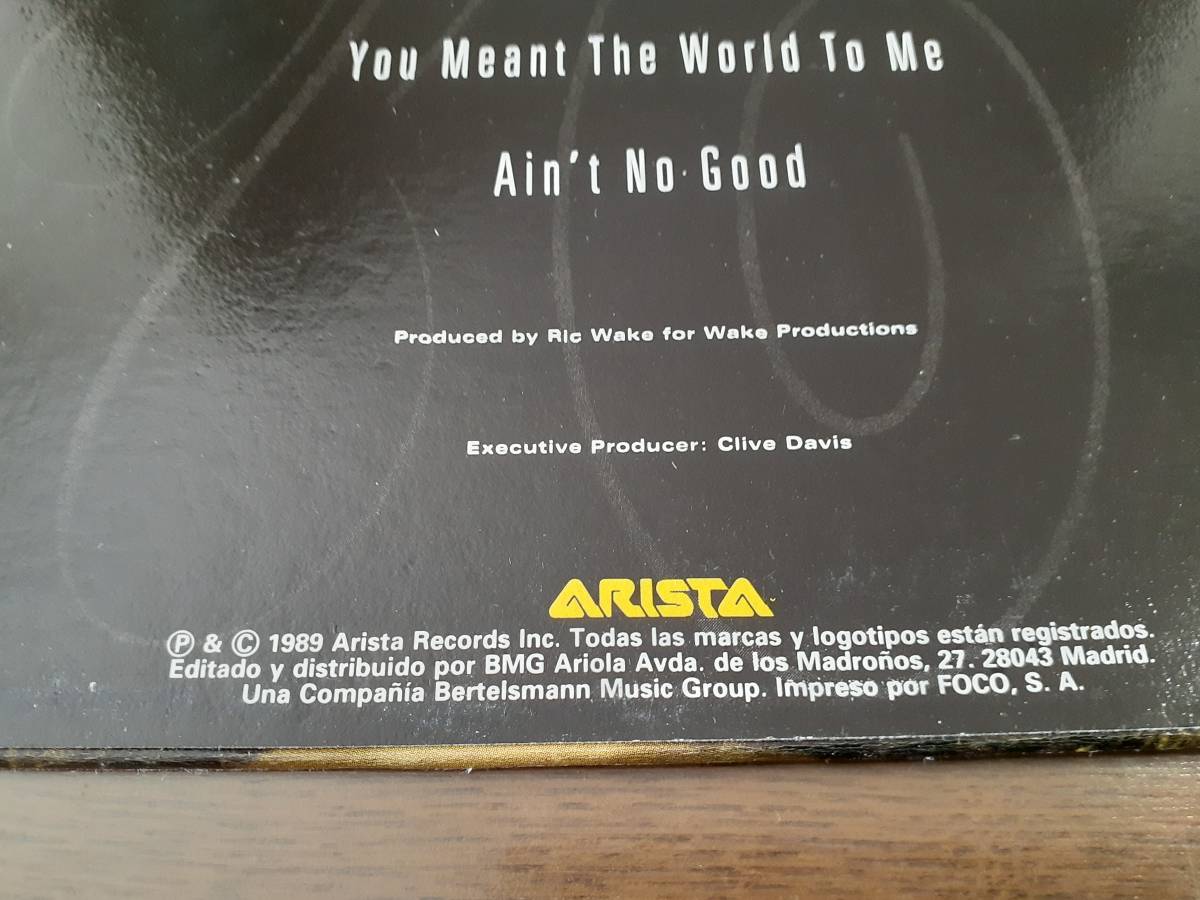 You Meant The World To Me
Ain't No Good
Produced by Ric Wake for Wake Productions
Executive Producer: Clive Davis
ARISTA
Ⓟ & © 1989 Arista Records Inc. Todas las marcas y logotipos están registrados.
Editado y distribuido por BMG Ariola Avda. de los Madroños, 27. 28043 Madrid.
Una Compañía Bertelsmann Music Group. Impreso por FOCO, S. A.